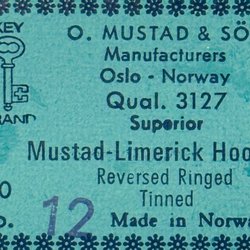 KEY
BRAND
O. MUSTAD & SÖ
Manufacturers
Oslo - Norway
Qual. 3127
Superior
Mustad-Limerick Hoo
Reversed Ringed
Tinned
12
Made in Norw